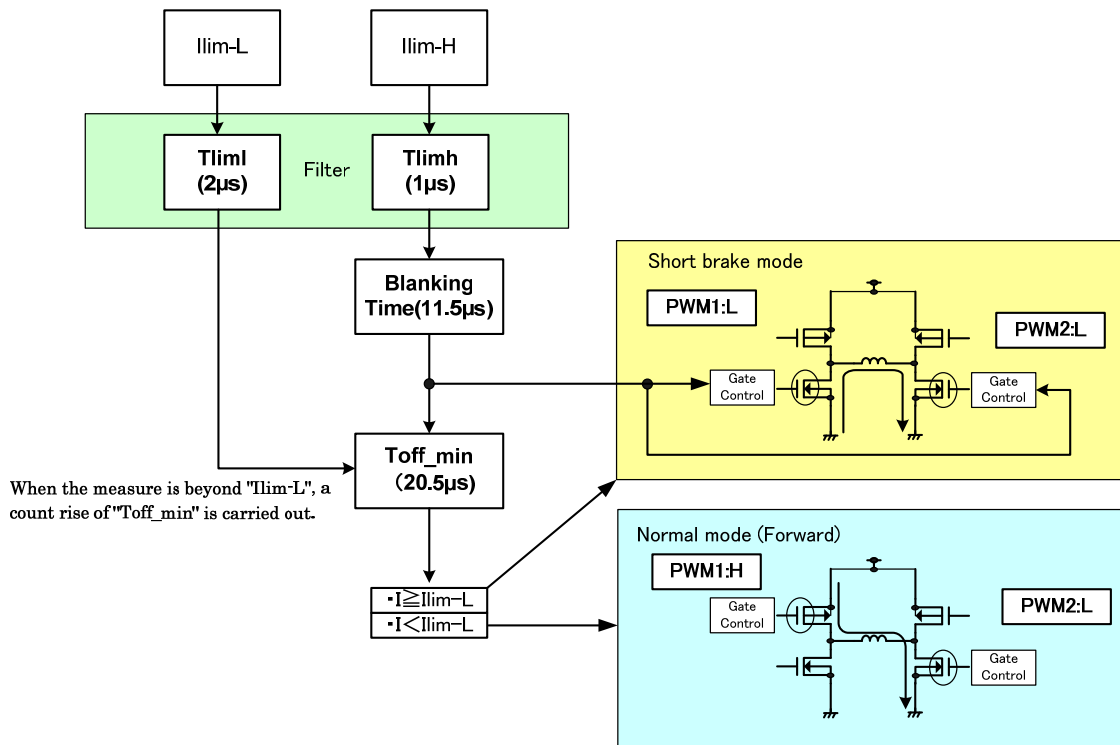 Ilim-L
Ilim-H
Tliml
(2µs)
Filter
Tlimh
(1µs)
Blanking
Time(11.5µs)
Toff_min
（20.5µs)
When the measure is beyond "Ilim-L", a
count rise of "Toff_min" is carried out.
・I≧Ilim-L
・I＜Ilim-L
Short brake mode
PWM1:L
PWM2:L
Gate
Control
Gate
Control
Normal mode (Forward)
PWM1:H
PWM2:L
Gate
Control
Gate
Control